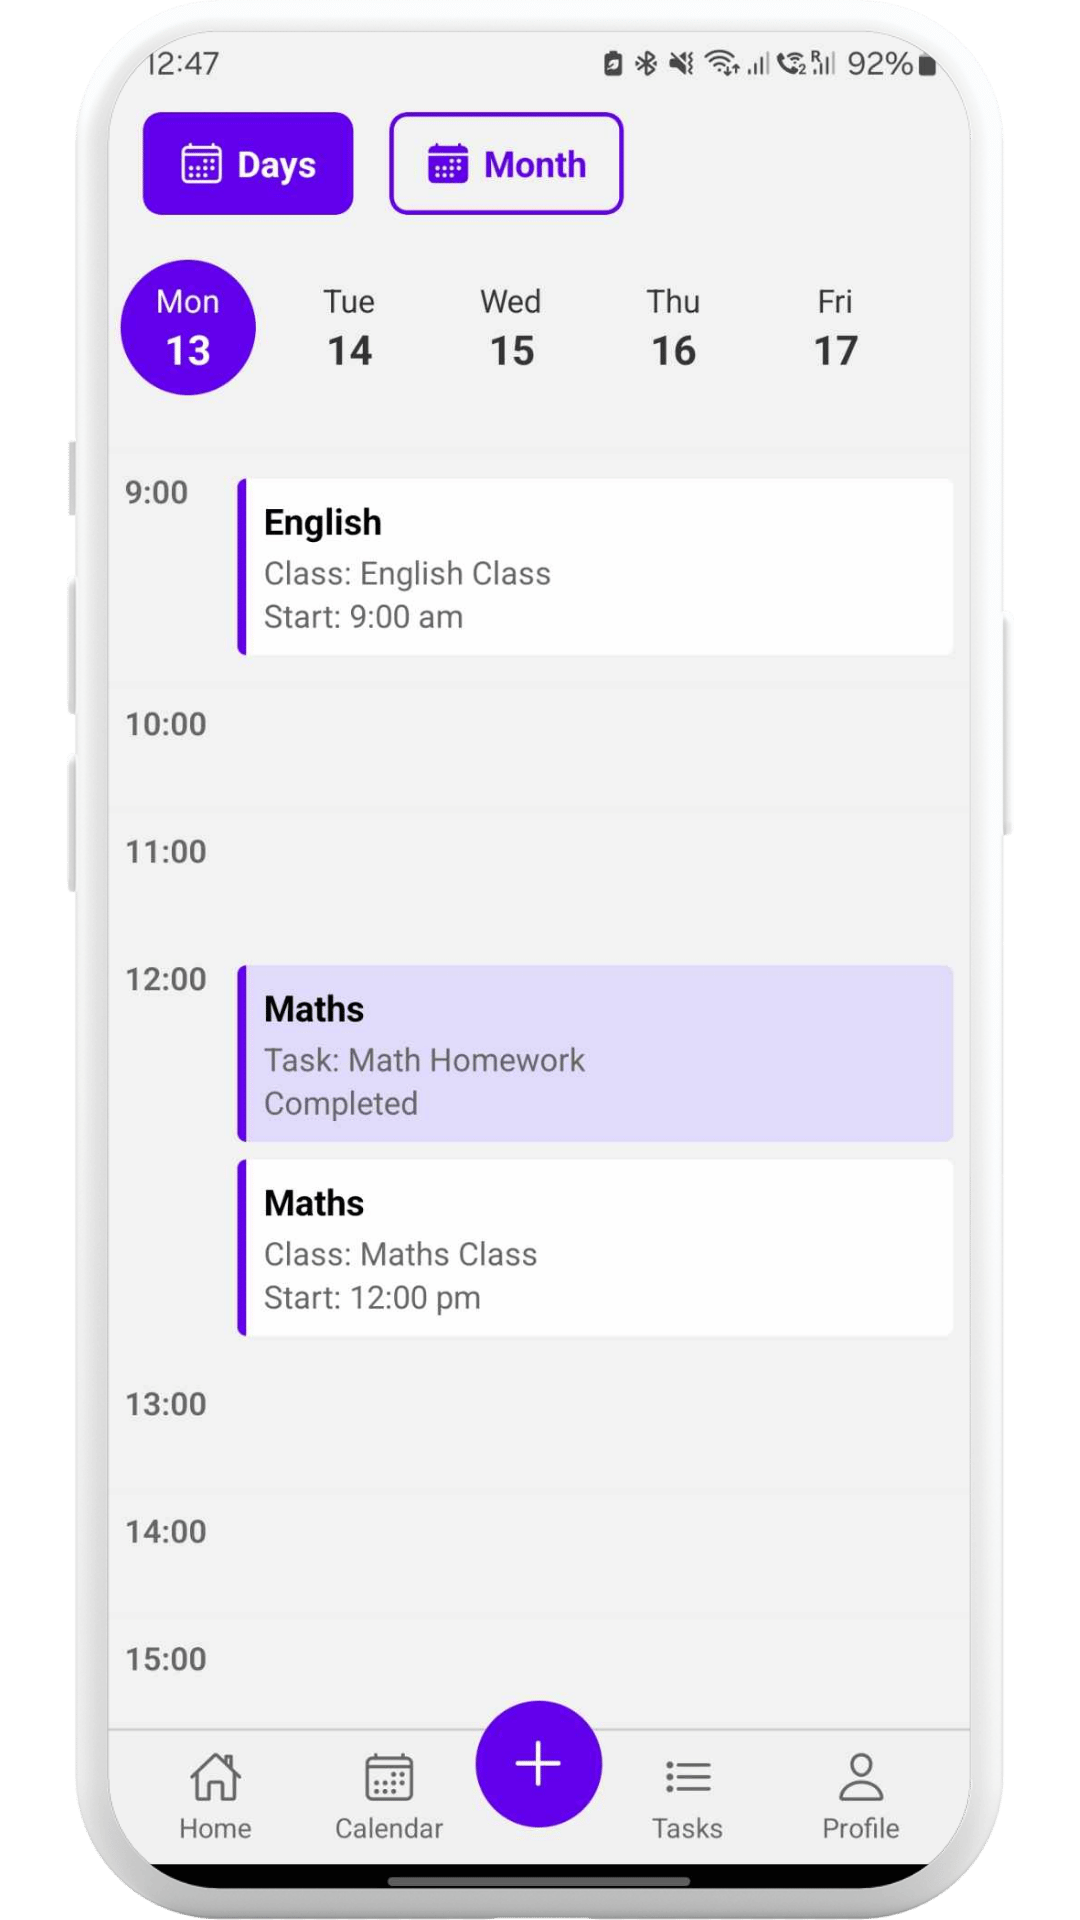 12:47 92%
Days Month
Mon Tue Wed Thu Fri
13 14 15 16 17
9:00
English
Class: English Class
Start: 9:00 am
10:00
11:00
12:00
Maths
Task: Math Homework
Completed
Maths
Class: Maths Class
Start: 12:00 pm
13:00
14:00
15:00
Home Calendar Tasks Profile